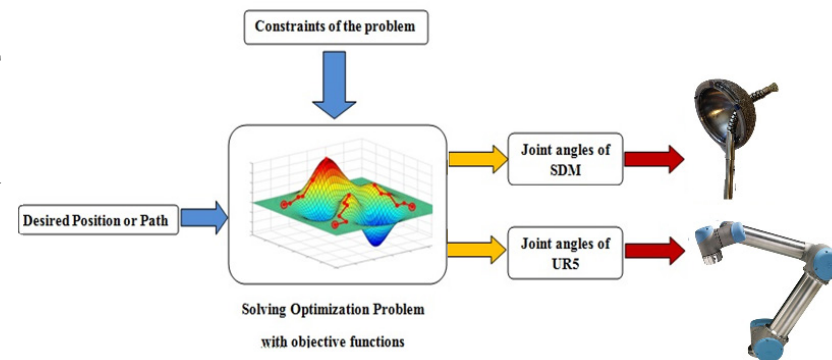 Constraints of the problem
Desired Position or Path
Joint angles of
SDM
Joint angles of
UR5
Solving Optimization Problem
with objective functions